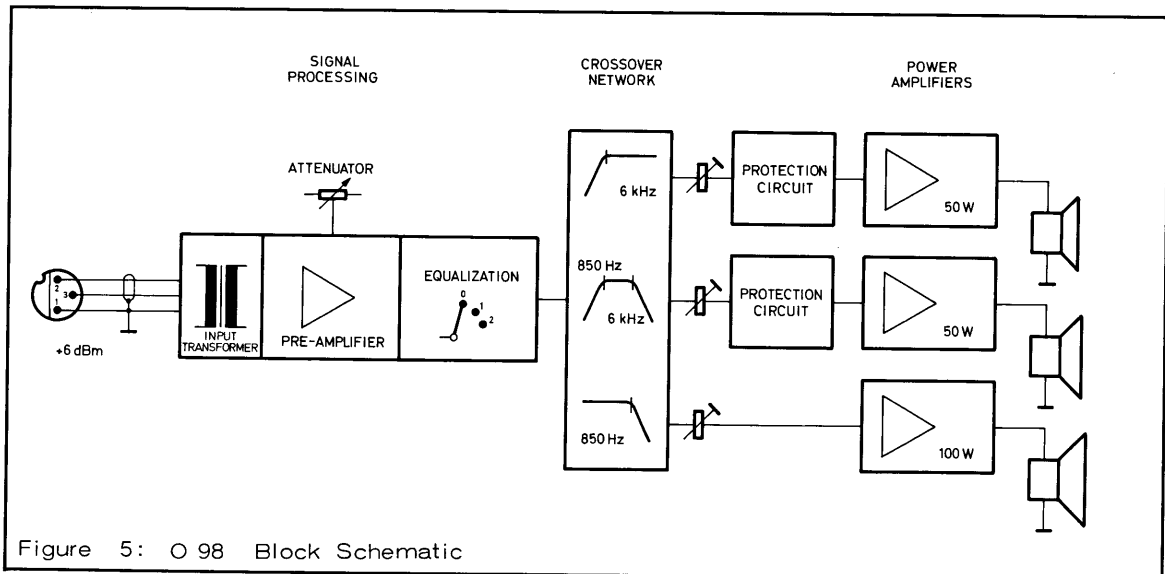 SIGNAL
PROCESSING
CROSSOVER
NETWORK
POWER
AMPLIFIERS
ATTENUATOR
6 kHz
PROTECTION
CIRCUIT
50 W
2
3
1
+6 dBm
INPUT
TRANSFORMER
PRE-AMPLIFIER
EQUALIZATION
0
1
2
850 Hz
6 kHz
PROTECTION
CIRCUIT
50 W
850 Hz
100 W
Figure 5: O 98 Block Schematic